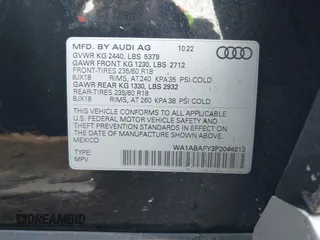 MFD. BY AUDI AG 10 22
GVWR KG 2440, LBS 5379
GAWR FRONT KG 1230, LBS 2712
FRONT-TIRES 235/60 R18
8JX18 RIMS, AT 240 KPA 35 PSI COLD
GAWR REAR KG 1330, LBS 2932
REAR-TIRES 235/60 R18
8JX18 RIMS, AT 260 KPA 38 PSI COLD
THIS VEHICLE CONFORMS TO ALL APPLICABLE
U.S. FEDERAL MOTOR VEHICLE SAFETY AND
THEFT PREVENTION STANDARDS IN EFFECT ON
THE DATE OF MANUFACTURE SHOWN ABOVE.
MEXICO
WA1ABAFY3P2044813
TYPE:
MPV
DREAMBID